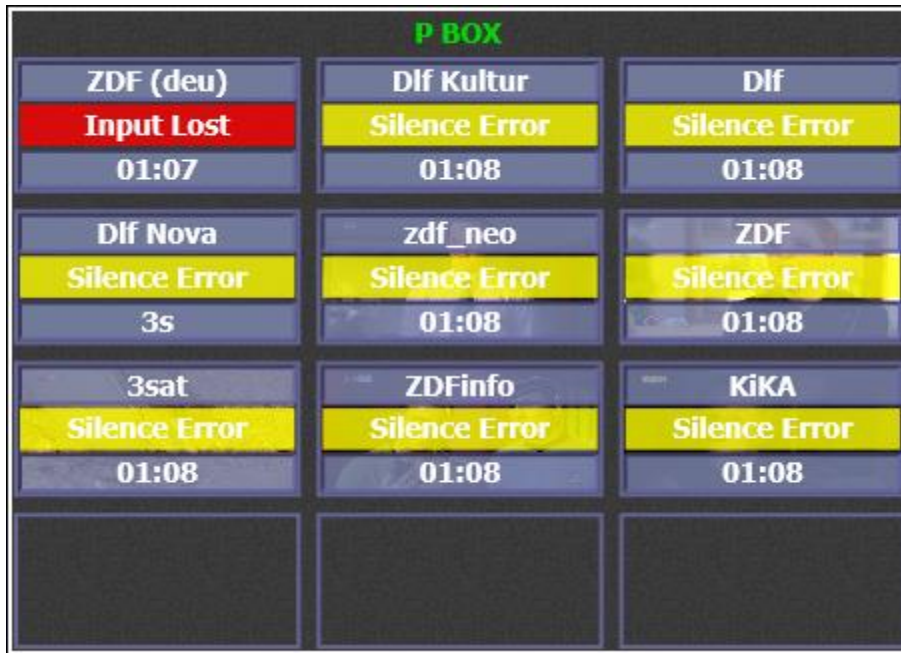 P BOX
ZDF (deu)
Input Lost
01:07
Dlf Kultur
Silence Error
01:08
Dlf
Silence Error
01:08
Dlf Nova
Silence Error
3s
zdf_neo
Silence Error
01:08
ZDF
Silence Error
01:08
3sat
Silence Error
01:08
ZDFinfo
Silence Error
01:08
KiKA
Silence Error
01:08